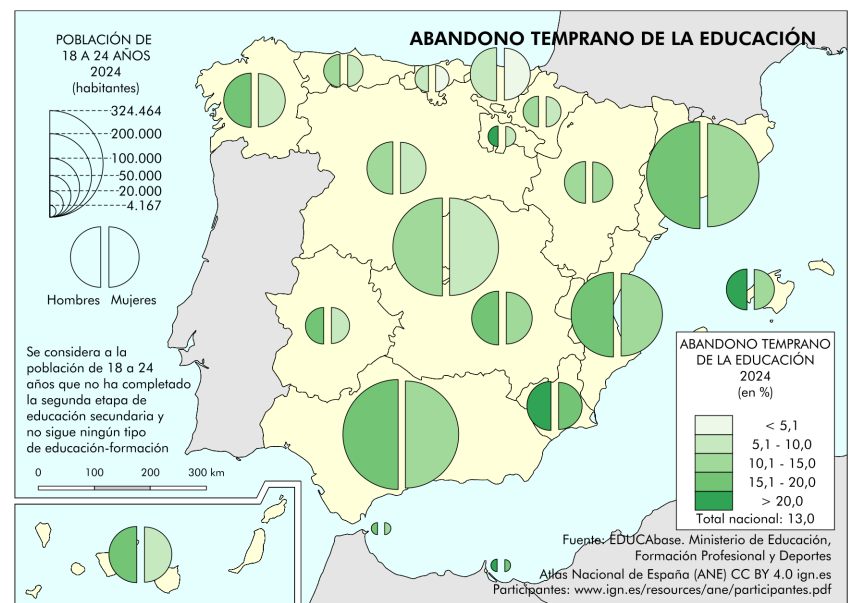 ABANDONO TEMPRANO DE LA EDUCACIÓN
POBLACIÓN DE
18 A 24 AÑOS
2024
(habitantes)
324.464
200.000
100.000
50.000
20.000
4.167
Hombres Mujeres
Se considera a la
población de 18 a 24
años que no ha completado
la segunda etapa de
educación secundaria y
no sigue ningún tipo
de educación-formación
0 100 200 300 km
ABANDONO TEMPRANO
DE LA EDUCACIÓN
2024
(en %)
< 5,1
5,1 - 10,0
10,1 - 15,0
15,1 - 20,0
> 20,0
Total nacional: 13,0
Fuente: EDUCAbase. Ministerio de Educación,
Formación Profesional y Deportes
Atlas Nacional de España (ANE) CC BY 4.0 ign.es
Participantes: www.ign.es/resources/ane/participantes.pdf